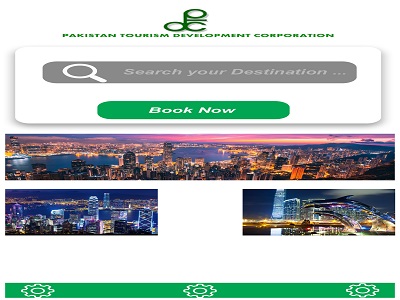 PAKISTAN TOURISM DEVELOPMENT CORPORATION
Search your Destination ...
Book Now